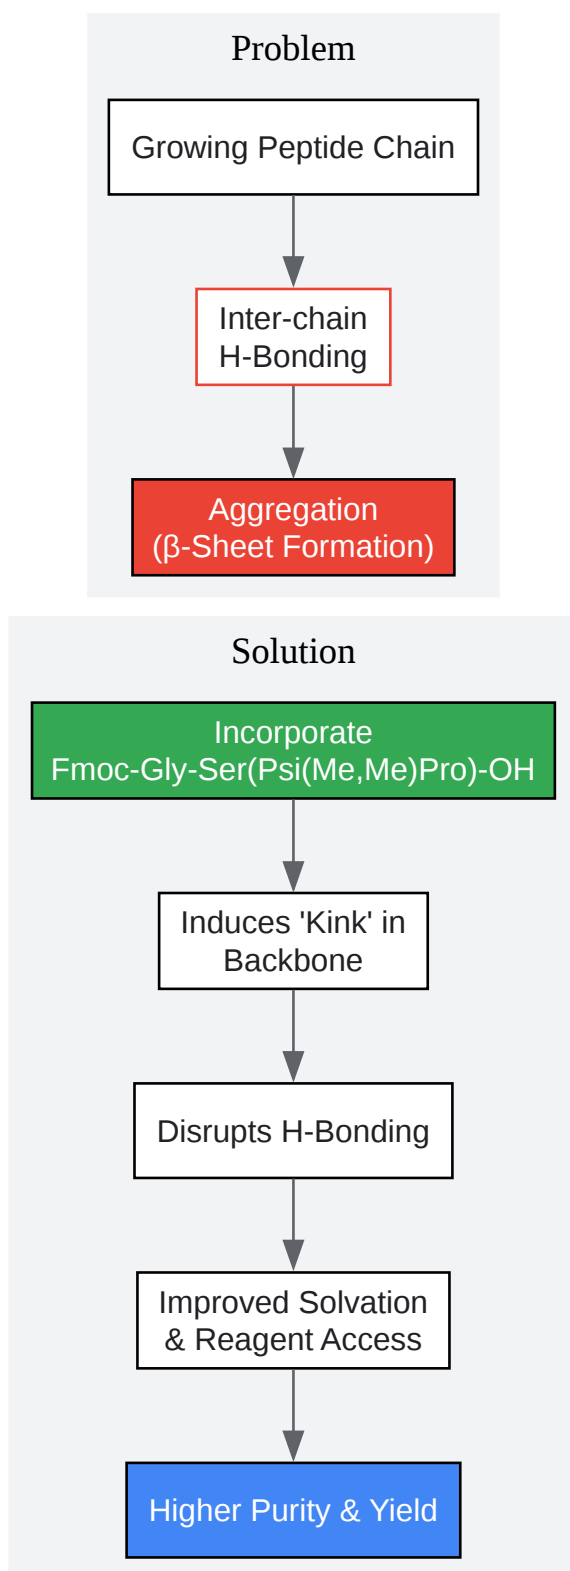 Problem
Growing Peptide Chain
Inter-chain
H-Bonding
Aggregation
(β-Sheet Formation)
Solution
Incorporate
Fmoc-Gly-Ser(Psi(Me,Me)Pro)-OH
Induces 'Kink' in
Backbone
Disrupts H-Bonding
Improved Solvation
& Reagent Access
Higher Purity & Yield